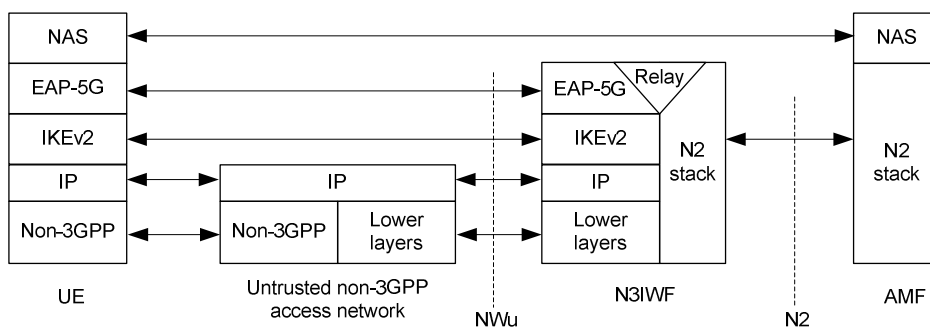 NAS
NAS
EAP-5G
EAP-5G
Relay
IKEv2
IKEv2
N2
stack
N2
stack
IP
IP
IP
Non-3GPP
Non-3GPP
Lower
layers
Lower
layers
UE
Untrusted non-3GPP
access network
NWu
N3IWF
N2
AMF